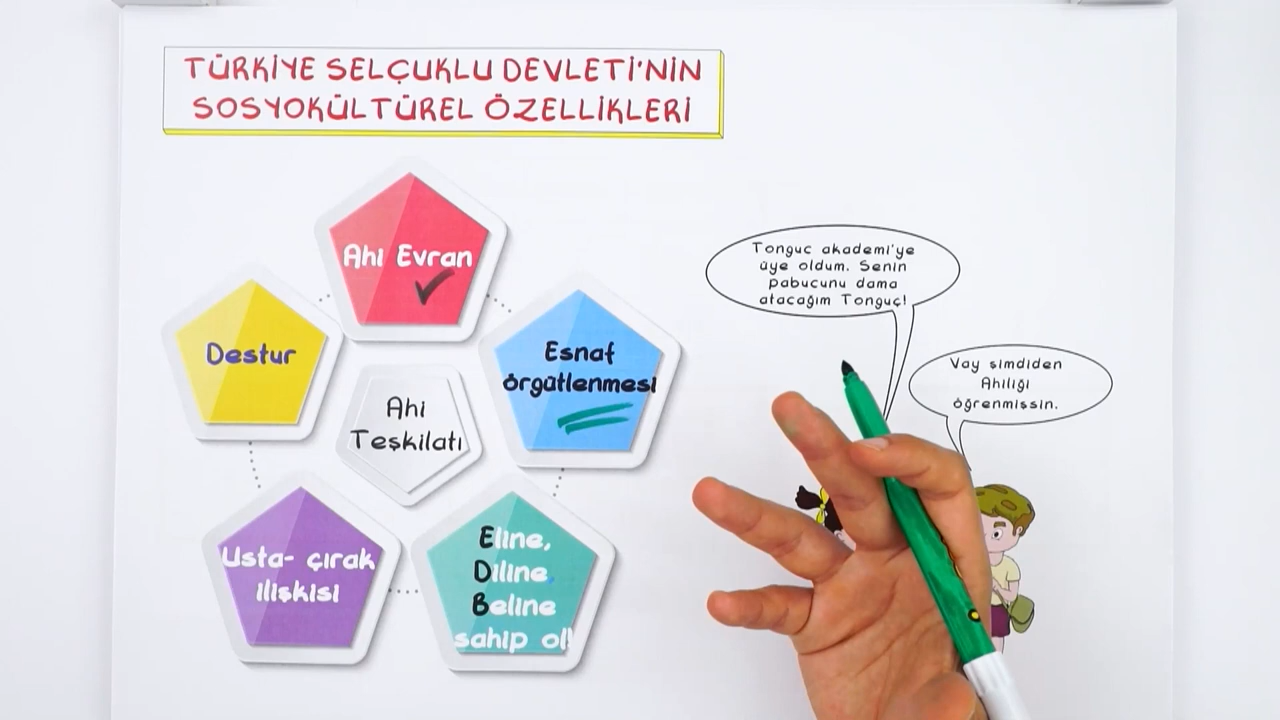 TÜRKİYE SELÇUKLU DEVLETİ'NİN
SOSYOKÜLTÜREL ÖZELLİKLERİ
Ahi Evran
Destur
Esnaf
örgütlenmesi
Ahi
Teşkilatı
Usta- çırak
ilişkisi
Eline,
Diline,
Beline
sahip ol!
Tonguc akademi'ye
üye oldum. Senin
pabucunu dama
atacağım Tonguç!
Vay şimdiden
Ahiliği
öğrenmişsin.